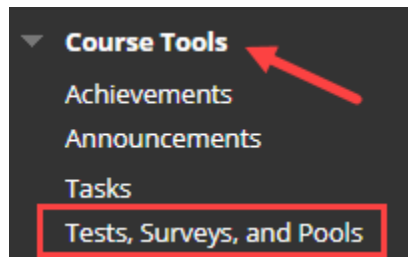 Course Tools
Achievements
Announcements
Tasks
Tests, Surveys, and Pools